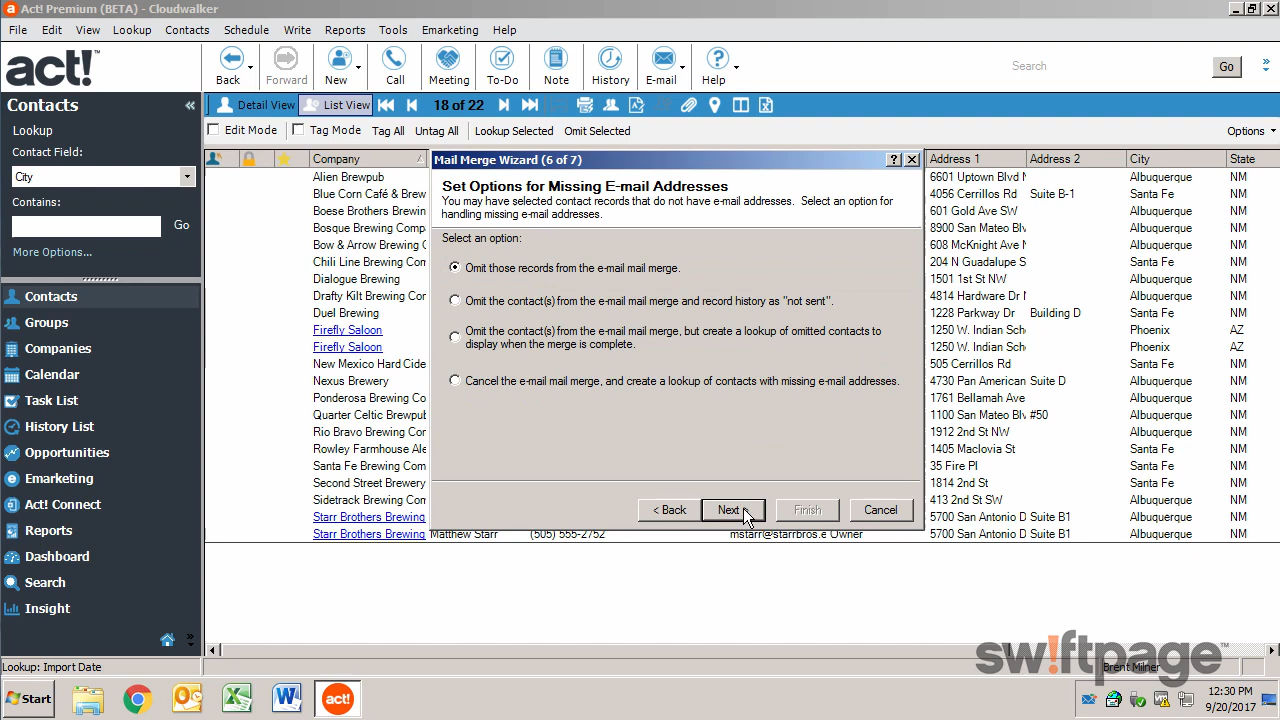 Act! Premium (BETA) - Cloudwalker
File Edit View Lookup Contacts Schedule Write Reports Tools Emarketing Help
act!™
Back Forward New Call Meeting To-Do Note History E-mail Help
Search Go
Contacts
Detail View List View 18 of 22
Edit Mode Tag Mode Tag All Untag All Lookup Selected Omit Selected Options
Lookup
Contact Field:
City
Contains:
Go
More Options...
Contacts
Groups
Companies
Calendar
Task List
History List
Opportunities
Emarketing
Act! Connect
Reports
Dashboard
Search
Insight
Lookup: Import Date
Company Address 1 Address 2 City State
Alien Brewpub 6601 Uptown Blvd N Albuquerque NM
Blue Corn Café & Brew 4056 Cerrillos Rd Suite B-1 Santa Fe NM
Boese Brothers Brewin 601 Gold Ave SW Albuquerque NM
Bosque Brewing Comp 8900 San Mateo Blv Albuquerque NM
Bow & Arrow Brewing C 608 McKnight Ave N Albuquerque NM
Chili Line Brewing Com 204 N Guadalupe S Santa Fe NM
Dialogue Brewing 1501 1st St NW Albuquerque NM
Drafty Kilt Brewing Com 4814 Hardware Dr N Albuquerque NM
Duel Brewing 1228 Parkway Dr Building D Santa Fe NM
Firefly Saloon 1250 W. Indian Sch Phoenix AZ
Firefly Saloon 1250 W. Indian Sch Phoenix AZ
New Mexico Hard Cide 505 Cerrillos Rd Santa Fe NM
Nexus Brewery 4730 Pan American Suite D Albuquerque NM
Ponderosa Brewing Co 1761 Bellamah Ave Albuquerque NM
Quarter Celtic Brewput 1100 San Mateo Blv #50 Albuquerque NM
Rio Bravo Brewing Com 1912 2nd St NW Albuquerque NM
Rowley Farmhouse Ale 1405 Maclovia St Santa Fe NM
Santa Fe Brewing Com 35 Fire Pl Santa Fe NM
Second Street Brewery 1814 2nd St Santa Fe NM
Sidetrack Brewing Com 413 2nd St SW Albuquerque NM
Starr Brothers Brewing 5700 San Antonio D Suite B1 Albuquerque NM
Starr Brothers Brewing Matthew Starr (505) 555-2752 mstarr@starrbros.c Owner 5700 San Antonio D Suite B1 Albuquerque NM
Mail Merge Wizard (6 of 7)
Set Options for Missing E-mail Addresses
You may have selected contact records that do not have e-mail addresses. Select an option for
handling missing e-mail addresses.
Select an option:
Omit those records from the e-mail mail merge.
Omit the contact(s) from the e-mail mail merge and record history as "not sent".
Omit the contact(s) from the e-mail mail merge, but create a lookup of omitted contacts to
display when the merge is complete.
Cancel the e-mail mail merge, and create a lookup of contacts with missing e-mail addresses.
< Back Next Finish Cancel
sw!ftpage
Brent Milner
Start act! 12:30 PM
9/20/2017